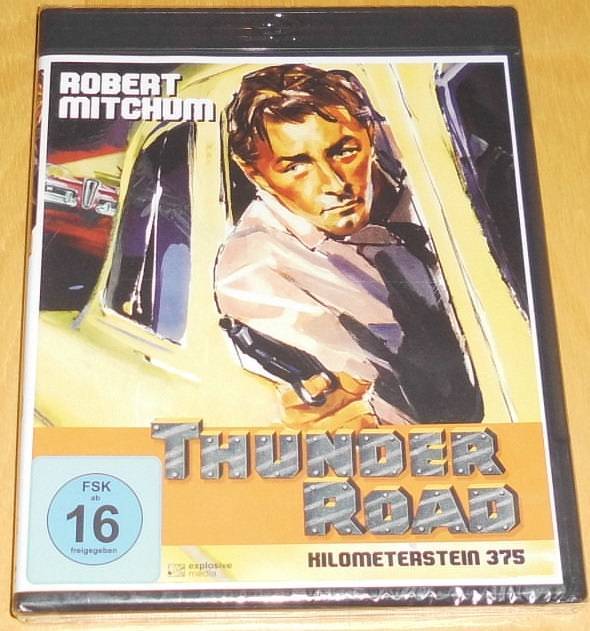 ROBERT
MITCHUM
THUNDER
ROAD
KILOMETERSTEIN 375
FSK
ab
16
freigegeben
explosive
media